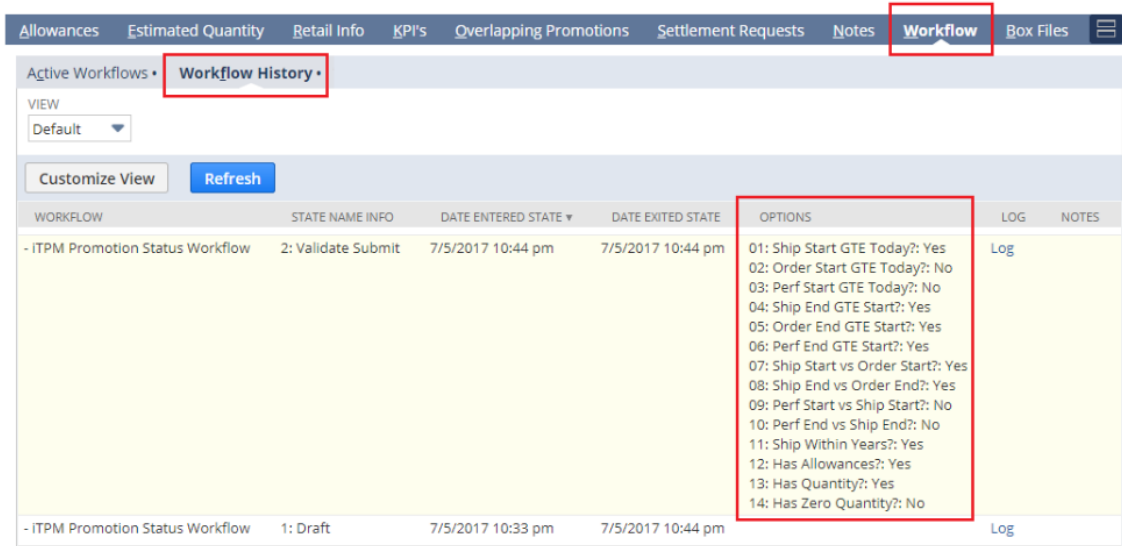 Allowances Estimated Quantity Retail Info KPI's Overlapping Promotions Settlement Requests Notes Workflow Box Files
Active Workflows • Workflow History •
VIEW
Default
Customize View Refresh
WORKFLOW STATE NAME INFO DATE ENTERED STATE ▼ DATE EXITED STATE OPTIONS LOG NOTES
- iTPM Promotion Status Workflow 2: Validate Submit 7/5/2017 10:44 pm 7/5/2017 10:44 pm 01: Ship Start GTE Today?: Yes Log
02: Order Start GTE Today?: No
03: Perf Start GTE Today?: No
04: Ship End GTE Start?: Yes
05: Order End GTE Start?: Yes
06: Perf End GTE Start?: Yes
07: Ship Start vs Order Start?: Yes
08: Ship End vs Order End?: Yes
09: Perf Start vs Ship Start?: No
10: Perf End vs Ship End?: No
11: Ship Within Years?: Yes
12: Has Allowances?: Yes
13: Has Quantity?: Yes
14: Has Zero Quantity?: No
- iTPM Promotion Status Workflow 1: Draft 7/5/2017 10:33 pm 7/5/2017 10:44 pm Log